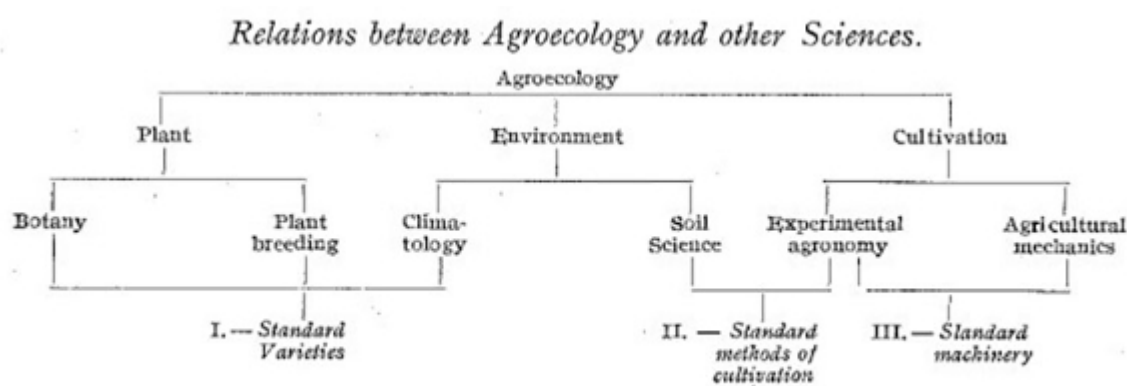 Relations between Agroecology and other Sciences.
Agroecology
Plant
Environment
Cultivation
Botany
Plant
breeding
Clima-
tology
Soil
Science
Experimental
agronomy
Agricultural
mechanics
I. — Standard
Varieties
II. — Standard
methods of
cultivation
III. — Standard
machinery